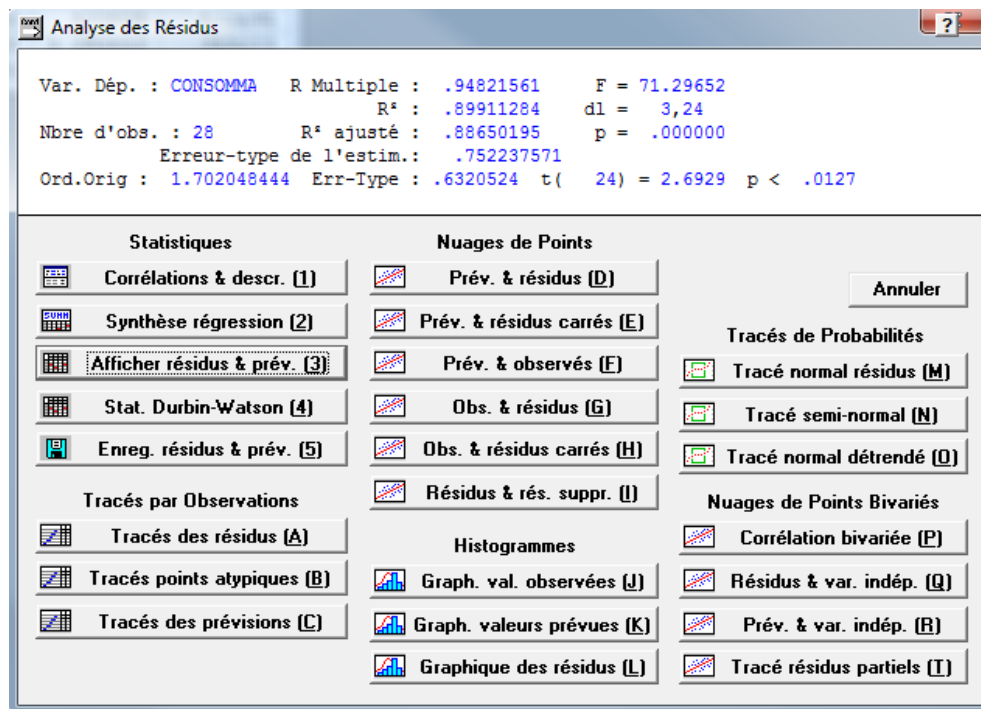 Analyse des Résidus
?
Var. Dép. : CONSOMMA R Multiple : .94821561 F = 71.29652
R² : .89911284 dl = 3,24
Nbre d'obs. : 28 R² ajusté : .88650195 p = .000000
Erreur-type de l'estim.: .752237571
Ord.Orig : 1.702048444 Err-Type : .6320524 t( 24) = 2.6929 p < .0127
Statistiques
Corrélations & descr. (1)
Synthèse régression (2)
Afficher résidus & prév. (3)
Stat. Durbin-Watson (4)
Enreg. résidus & prév. (5)
Tracés par Observations
Tracés des résidus (A)
Tracés points atypiques (B)
Tracés des prévisions (C)
Nuages de Points
Prév. & résidus (D)
Prév. & résidus carrés (E)
Prév. & observés (F)
Obs. & résidus (G)
Obs. & résidus carrés (H)
Résidus & rés. suppr. (I)
Histogrammes
Graph. val. observées (J)
Graph. valeurs prévues (K)
Graphique des résidus (L)
Annuler
Tracés de Probabilités
Tracé normal résidus (M)
Tracé semi-normal (N)
Tracé normal détrendé (O)
Nuages de Points Bivariés
Corrélation bivariée (P)
Résidus & var. indép. (Q)
Prév. & var. indép. (R)
Tracé résidus partiels (T)